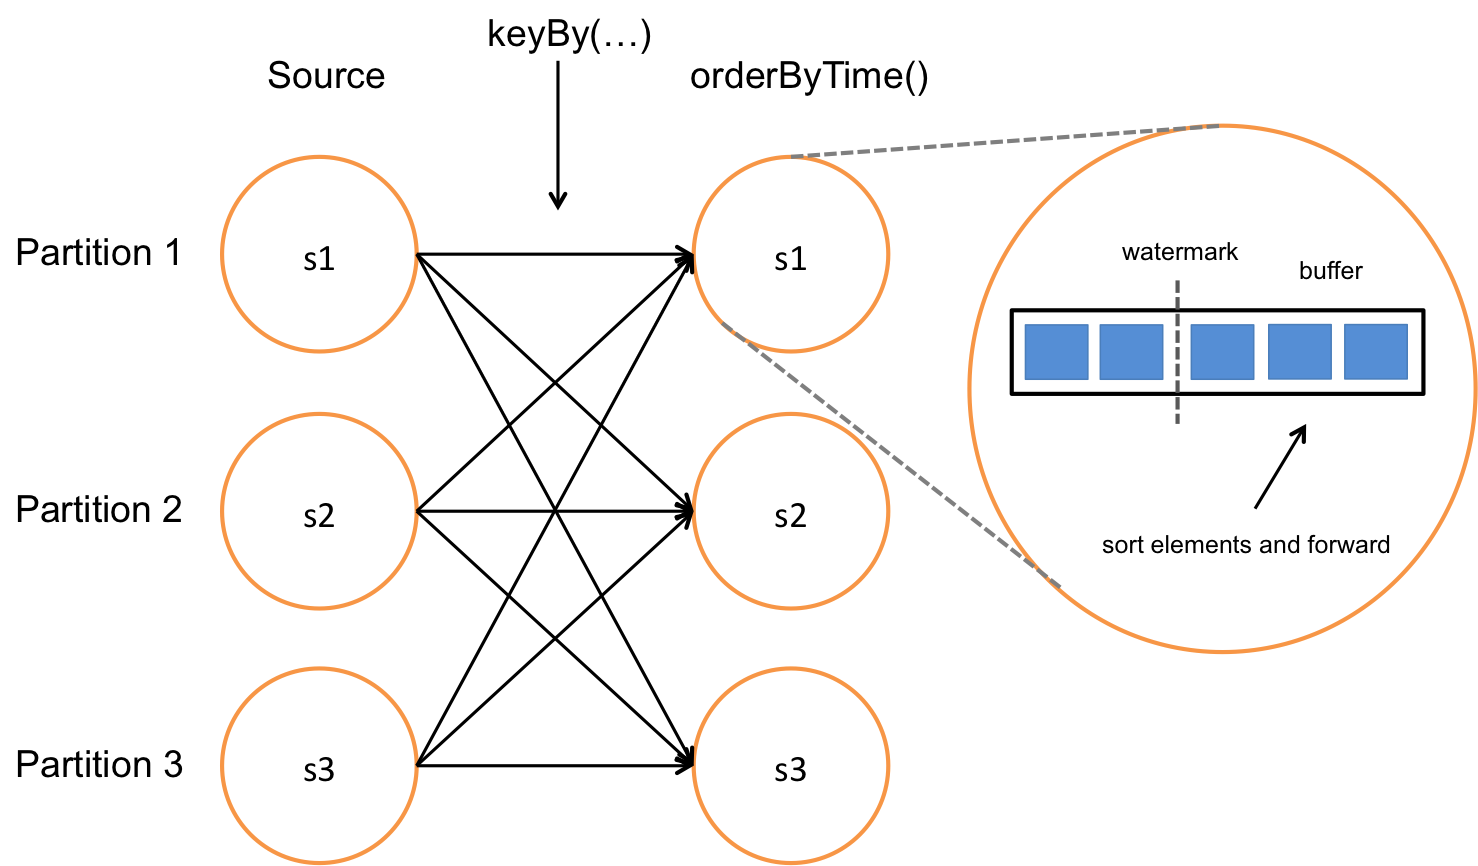 keyBy(…)
Source
orderByTime()
Partition 1
s1
s1
watermark
buffer
sort elements and forward
Partition 2
s2
s2
Partition 3
s3
s3